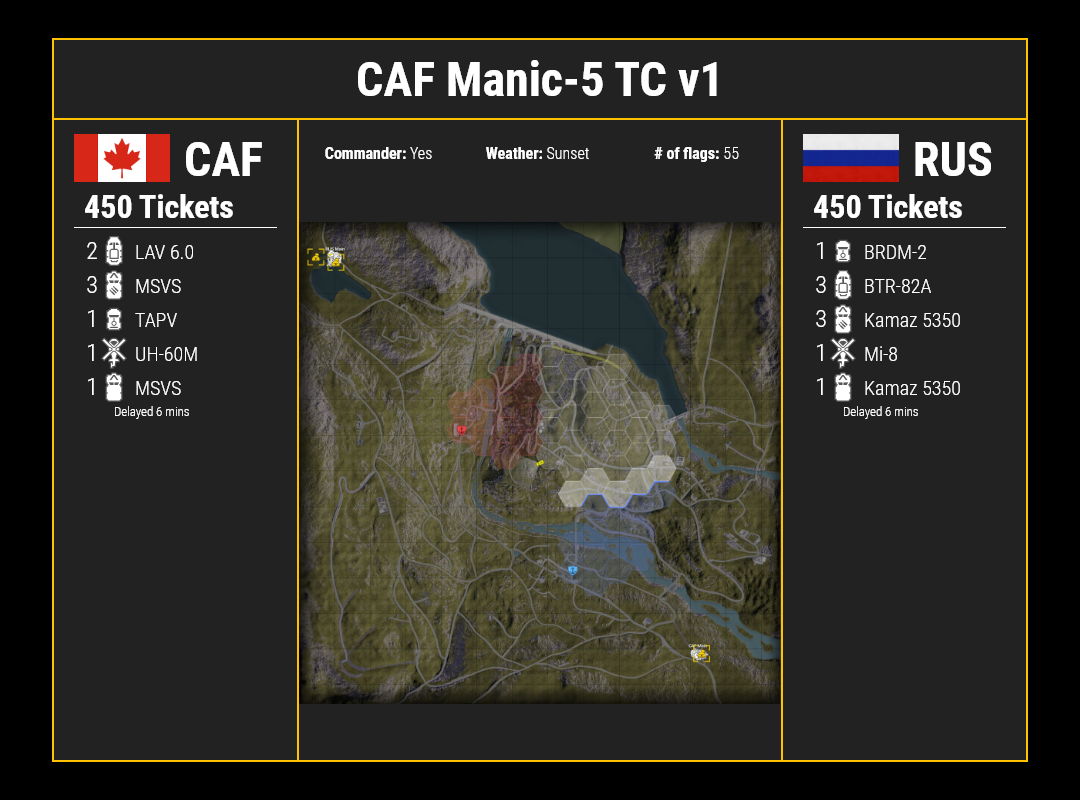 CAF Manic-5 TC v1
CAF
450 Tickets
2 LAV 6.0
3 MSVS
1 TAPV
1 UH-60M
1 MSVS
Delayed 6 mins
Commander: Yes
Weather: Sunset
# of flags: 55
RUS
450 Tickets
1 BRDM-2
3 BTR-82A
3 Kamaz 5350
1 Mi-8
1 Kamaz 5350
Delayed 6 mins